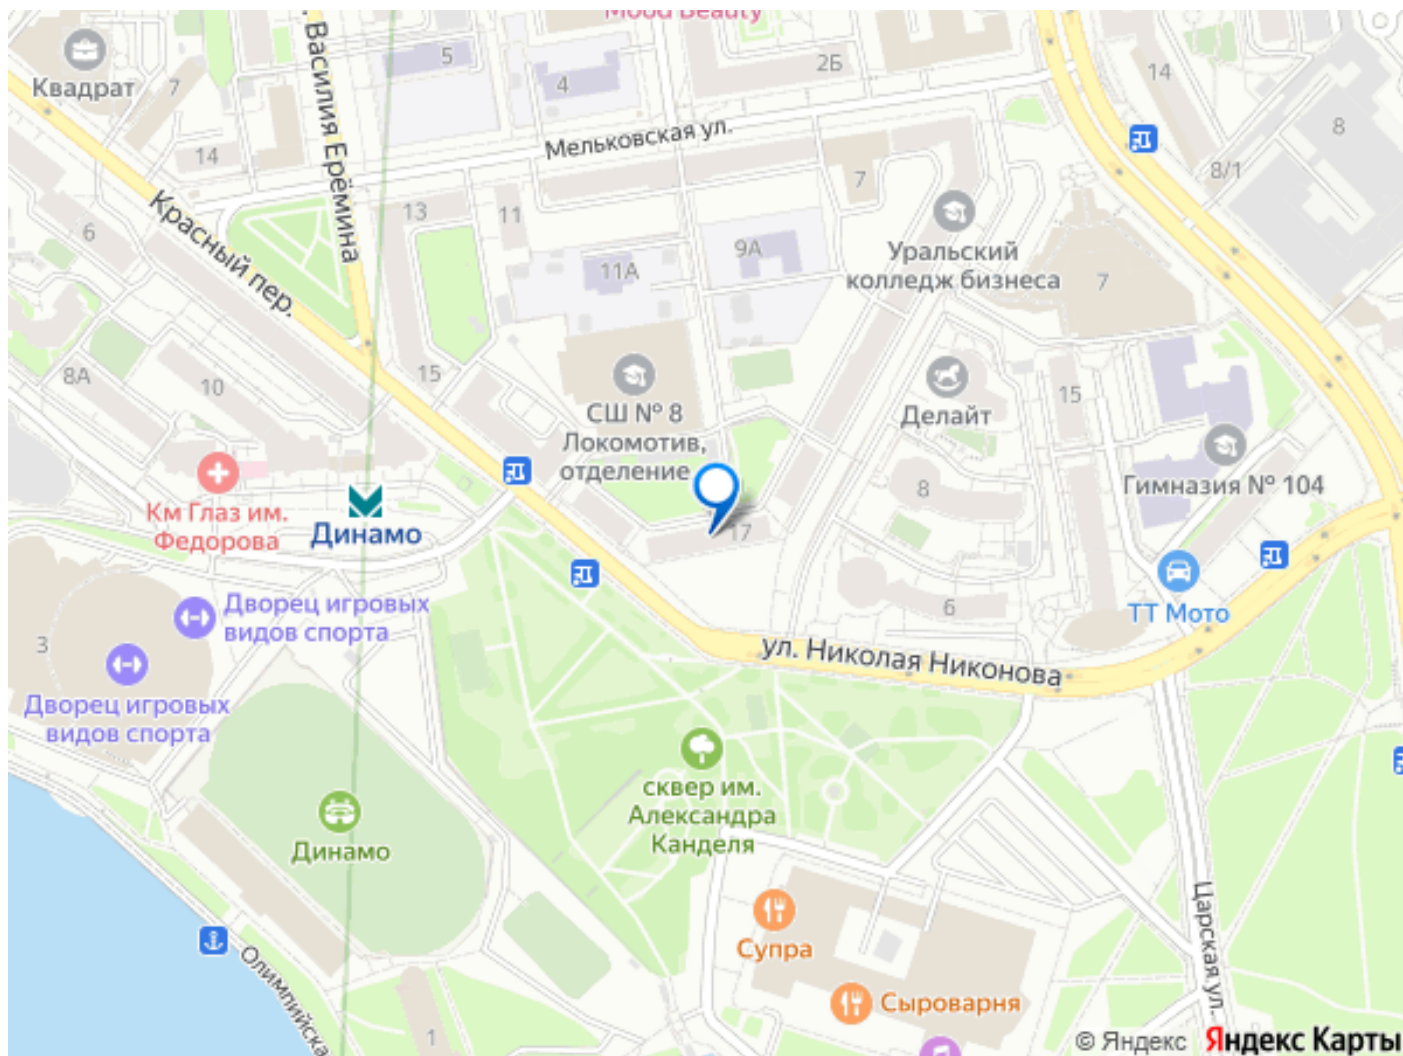 Mood Beauty
Квадрат
7
5
4
2Б
14
8
Василия Ерёмина
Мельковская ул.
14
7
8/1
13
11
6
Красный пер.
11А
9А
Уральский
колледж бизнеса
7
8А
10
15
СШ № 8
Локомотив,
отделение
Делайт
15
8
Гимназия № 104
Км Глаз им.
Федорова
Динамо
17
6
ТТ Мото
Дворец игровых
видов спорта
3
Дворец игровых
видов спорта
ул. Николая Никонова
сквер им.
Александра
Канделя
Динамо
Супра
Сыроварня
Царская ул.
Олимпийска
1
© Яндекс Яндекс Карты